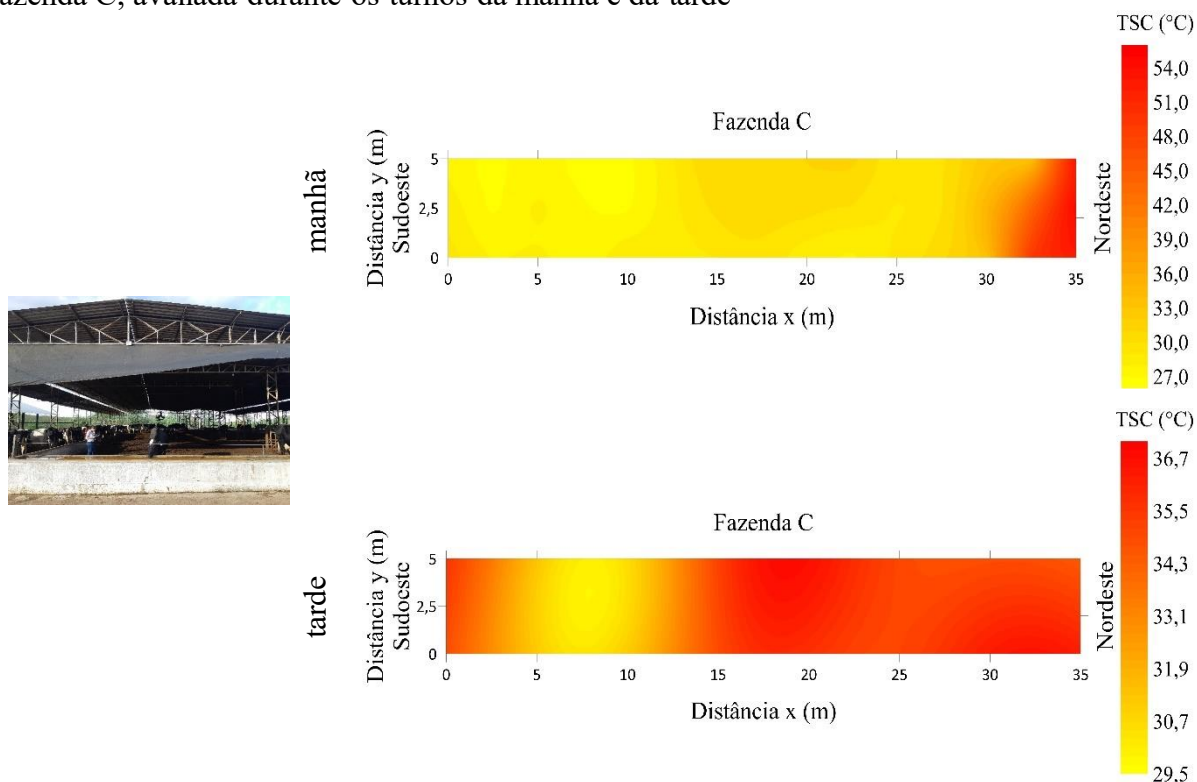 azenda C, avaliada durante os turnos da manhã e da tarde
TSC (°C)
54,0
51,0
48,0
45,0
42,0
39,0
36,0
33,0
30,0
27,0
Fazenda C
manhã
Distância y (m)
Sudoeste
5
2,5
0
Nordeste
0 5 10 15 20 25 30 35
Distância x (m)
TSC (°C)
36,7
35,5
34,3
33,1
31,9
30,7
29,5
Fazenda C
tarde
Distância y (m)
Sudoeste
5
2,5
0
Nordeste
0 5 10 15 20 25 30 35
Distância x (m)